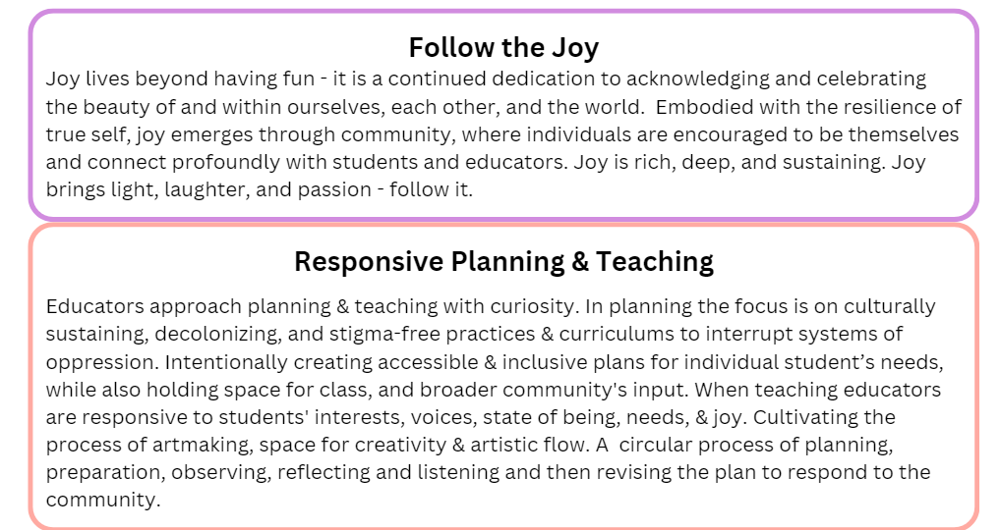 Follow the Joy
Joy lives beyond having fun - it is a continued dedication to acknowledging and celebrating
the beauty of and within ourselves, each other, and the world.  Embodied with the resilience of
true self, joy emerges through community, where individuals are encouraged to be themselves
and connect profoundly with students and educators. Joy is rich, deep, and sustaining. Joy
brings light, laughter, and passion - follow it.
Responsive Planning & Teaching
Educators approach planning & teaching with curiosity. In planning the focus is on culturally
sustaining, decolonizing, and stigma-free practices & curriculums to interrupt systems of
oppression. Intentionally creating accessible & inclusive plans for individual student’s needs,
while also holding space for class, and broader community's input. When teaching educators
are responsive to students' interests, voices, state of being, needs, & joy. Cultivating the
process of artmaking, space for creativity & artistic flow. A  circular process of planning,
preparation, observing, reflecting and listening and then revising the plan to respond to the
community.